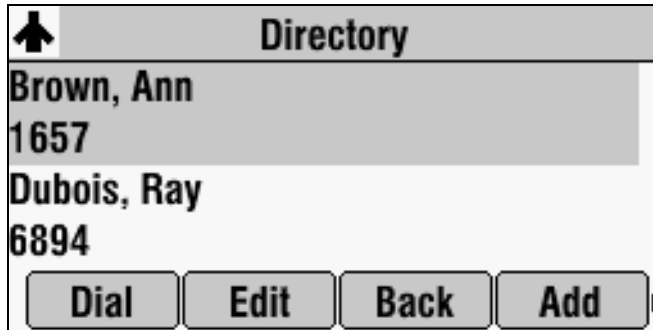 Directory
Brown, Ann
1657
Dubois, Ray
6894
Dial Edit Back Add